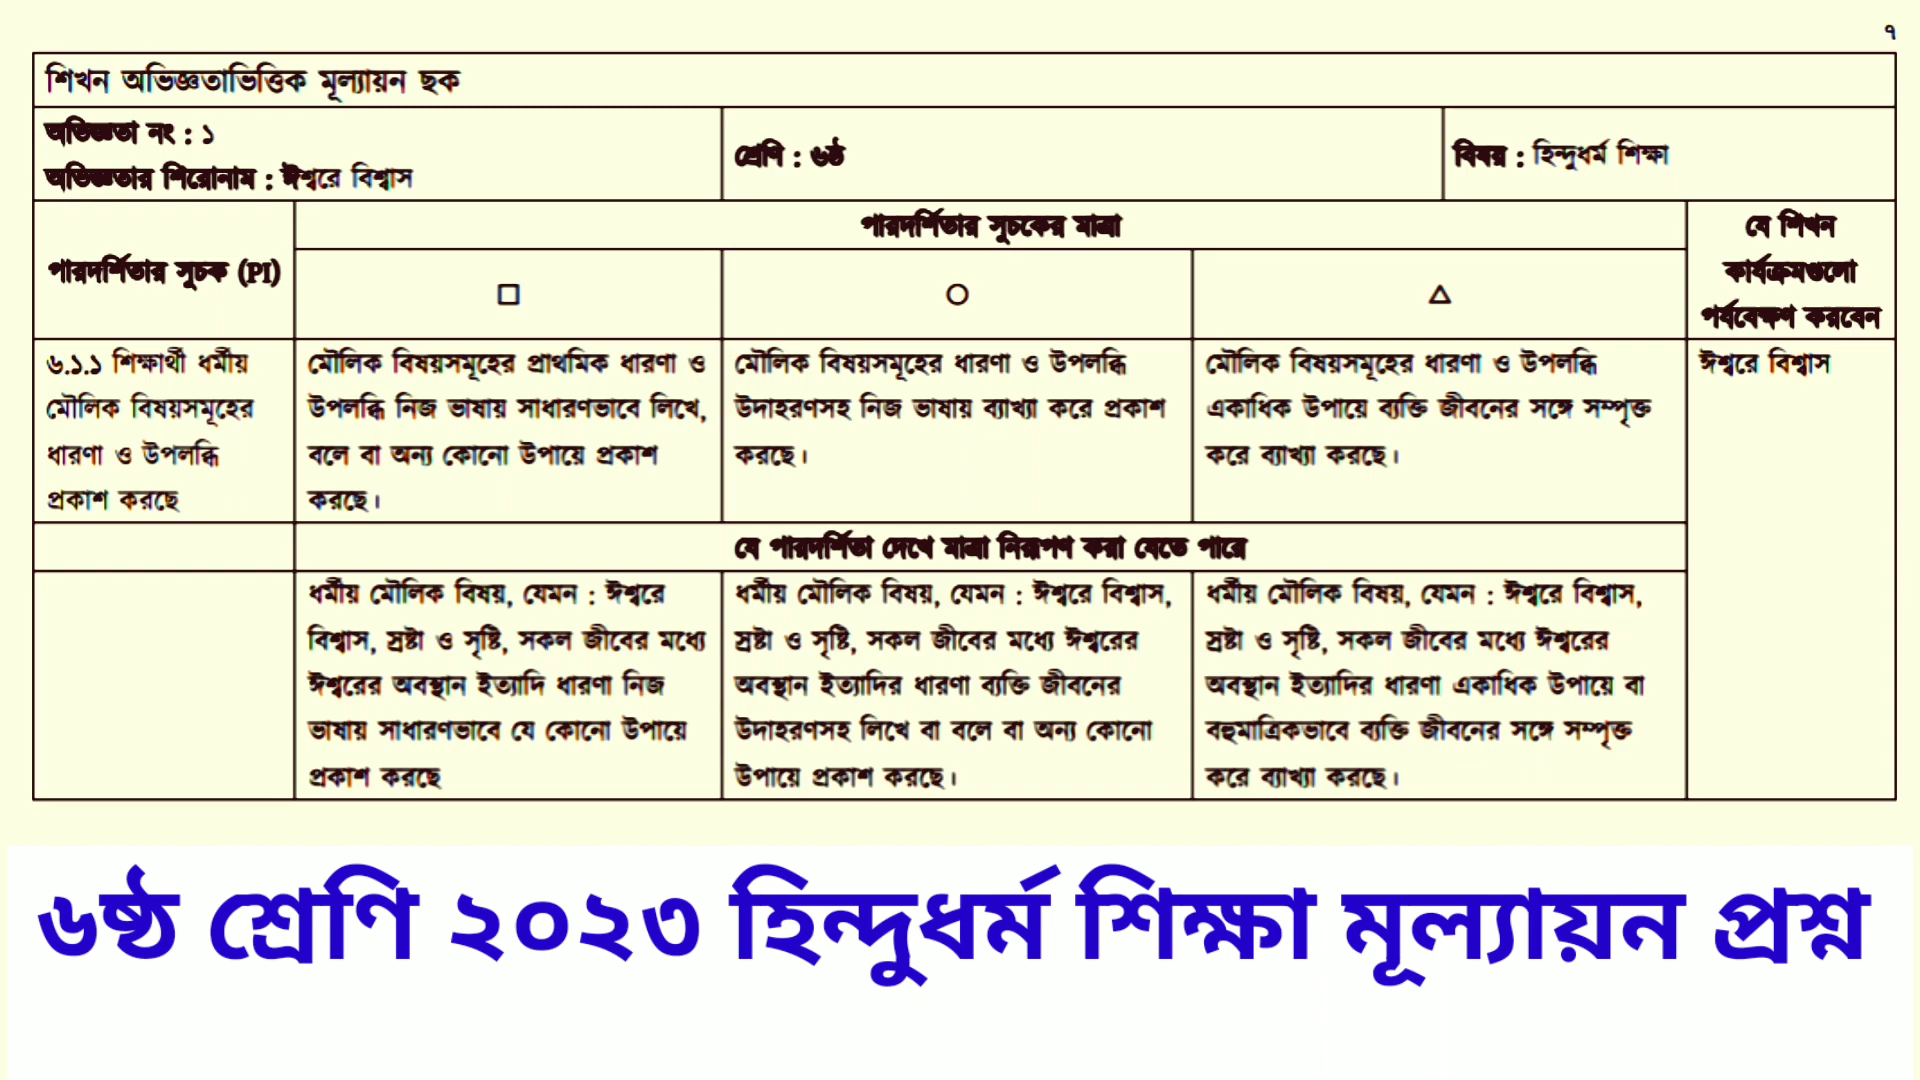 ৭
শিখন অভিজ্ঞতাভিত্তিক মূল্যায়ন ছক
অভিজ্ঞতা নং : ১
অভিজ্ঞতার শিরোনাম : ঈশ্বরে বিশ্বাস
শ্রেণি : ৬ষ্ঠ
বিষয় : হিন্দুধর্ম শিক্ষা
পারদর্শিতার সূচক (PI)
পারদর্শিতার সূচকের মাত্রা
যে শিখন
কার্যক্রমগুলো
পর্যবেক্ষণ করবেন
□
○
△
৬.১.১ শিক্ষার্থী ধর্মীয়
মৌলিক বিষয়সমূহের
ধারণা ও উপলব্ধি
প্রকাশ করছে
মৌলিক বিষয়সমূহের প্রাথমিক ধারণা ও
উপলব্ধি নিজ ভাষায় সাধারণভাবে লিখে,
বলে বা অন্য কোনো উপায়ে প্রকাশ
করছে।
মৌলিক বিষয়সমূহের ধারণা ও উপলব্ধি
উদাহরণসহ নিজ ভাষায় ব্যাখ্যা করে প্রকাশ
করছে।
মৌলিক বিষয়সমূহের ধারণা ও উপলব্ধি
একাধিক উপায়ে ব্যক্তি জীবনের সঙ্গে সম্পৃক্ত
করে ব্যাখ্যা করছে।
ঈশ্বরে বিশ্বাস
যে পারদর্শিতা দেখে মাত্রা নিরূপণ করা যেতে পারে
ধর্মীয় মৌলিক বিষয়, যেমন : ঈশ্বরে
বিশ্বাস, স্রষ্টা ও সৃষ্টি, সকল জীবের মধ্যে
ঈশ্বরের অবস্থান ইত্যাদি ধারণা নিজ
ভাষায় সাধারণভাবে যে কোনো উপায়ে
প্রকাশ করছে
ধর্মীয় মৌলিক বিষয়, যেমন : ঈশ্বরে বিশ্বাস,
স্রষ্টা ও সৃষ্টি, সকল জীবের মধ্যে ঈশ্বরের
অবস্থান ইত্যাদির ধারণা ব্যক্তি জীবনের
উদাহরণসহ লিখে বা বলে বা অন্য কোনো
উপায়ে প্রকাশ করছে।
ধর্মীয় মৌলিক বিষয়, যেমন : ঈশ্বরে বিশ্বাস,
স্রষ্টা ও সৃষ্টি, সকল জীবের মধ্যে ঈশ্বরের
অবস্থান ইত্যাদির ধারণা একাধিক উপায়ে বা
বহুমাত্রিকভাবে ব্যক্তি জীবনের সঙ্গে সম্পৃক্ত
করে ব্যাখ্যা করছে।
৬ষ্ঠ শ্রেণি ২০২৩ হিন্দুধর্ম শিক্ষা মূল্যায়ন প্রশ্ন